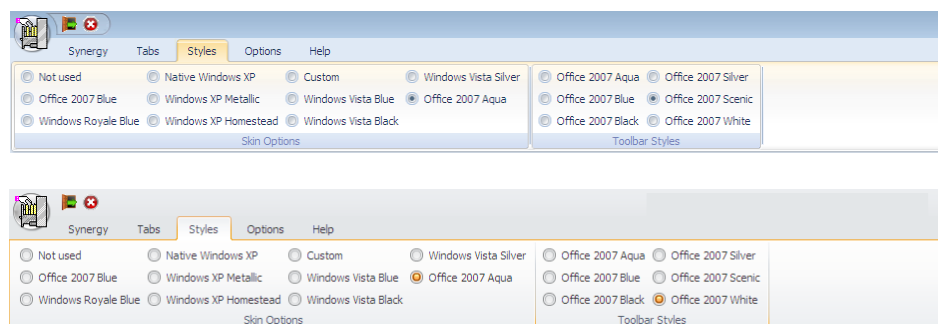 Synergy Tabs Styles Options Help
Not used Native Windows XP Custom Windows Vista Silver Office 2007 Aqua Office 2007 Silver
Office 2007 Blue Windows XP Metallic Windows Vista Blue Office 2007 Aqua Office 2007 Blue Office 2007 Scenic
Windows Royale Blue Windows XP Homestead Windows Vista Black Office 2007 Black Office 2007 White
Skin Options Toolbar Styles
Synergy Tabs Styles Options Help
Not used Native Windows XP Custom Windows Vista Silver Office 2007 Aqua Office 2007 Silver
Office 2007 Blue Windows XP Metallic Windows Vista Blue Office 2007 Aqua Office 2007 Blue Office 2007 Scenic
Windows Royale Blue Windows XP Homestead Windows Vista Black Office 2007 Black Office 2007 White
Skin Options Toolbar Styles